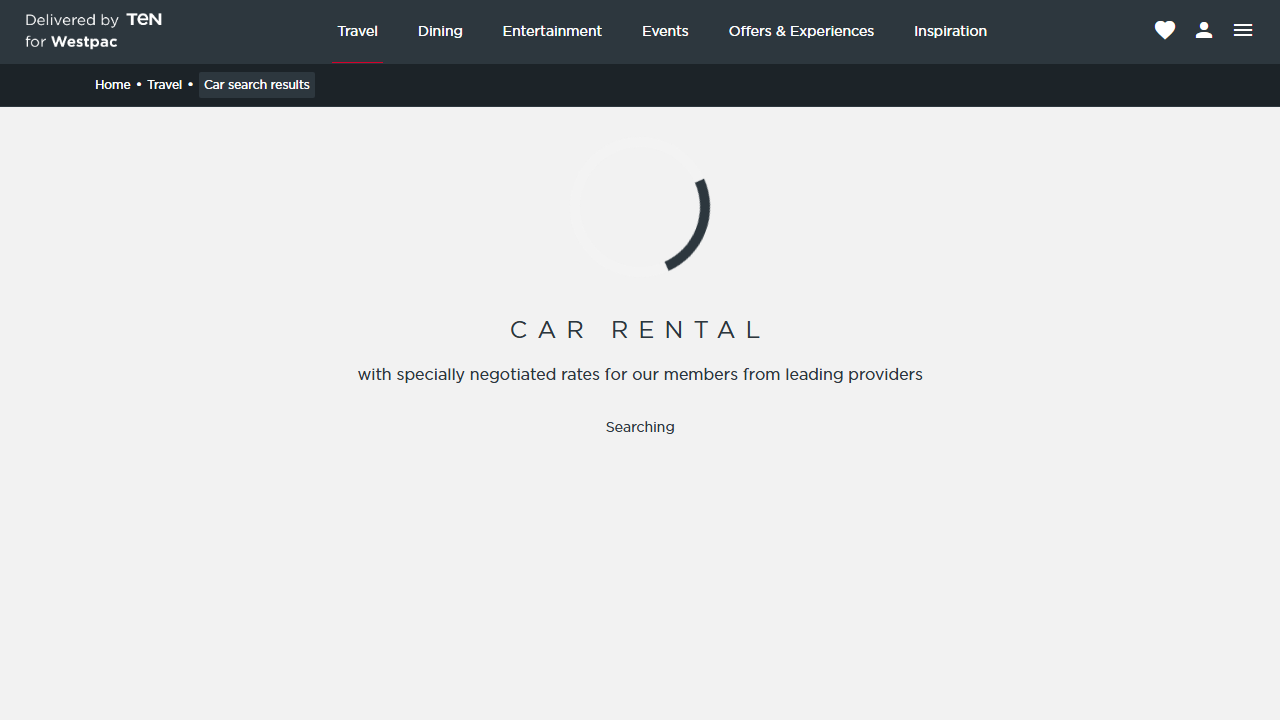 Delivered by TEN
for Westpac
Travel Dining Entertainment Events Offers & Experiences Inspiration
Home • Travel • Car search results
CAR RENTAL
with specially negotiated rates for our members from leading providers
Searching